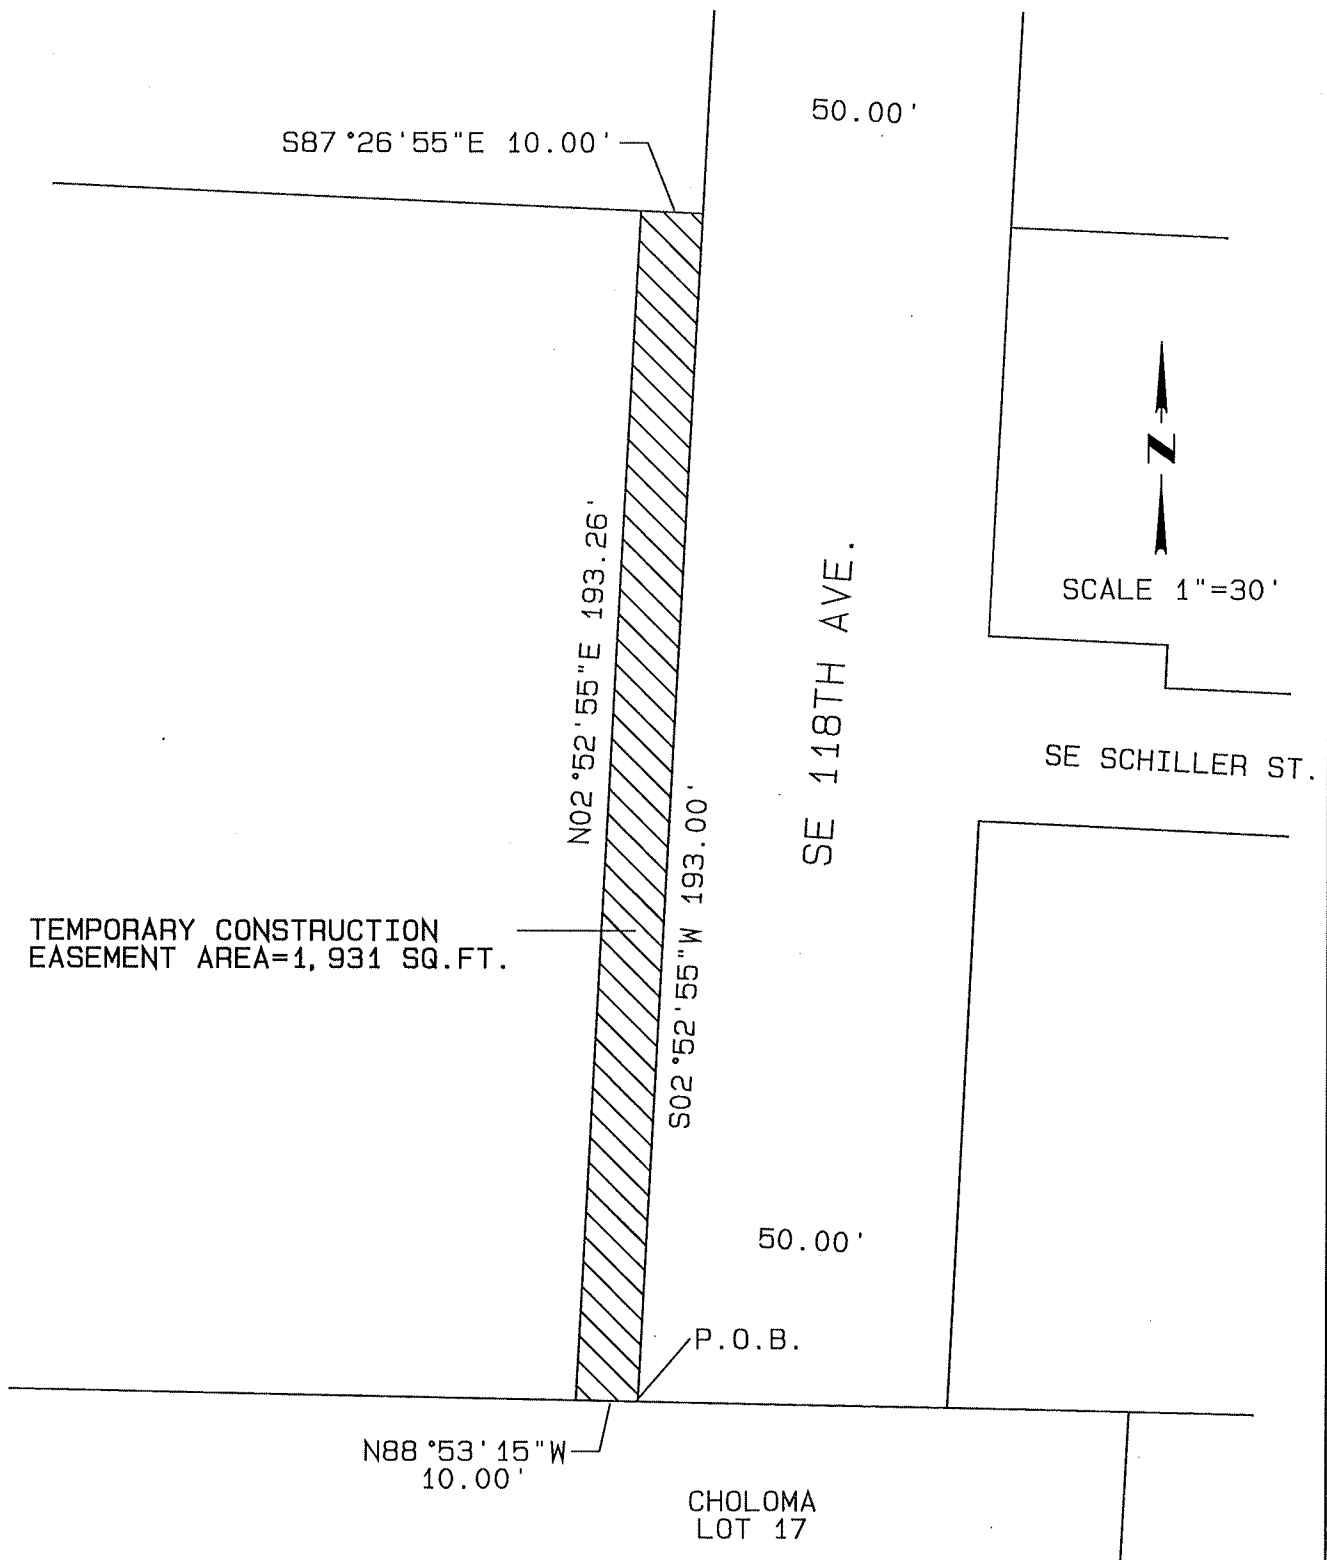 50.00'
S87°26'55"E 10.00'
N
SCALE 1"=30'
N02°52'55"E 193.26'
SE 118TH AVE.
SE SCHILLER ST.
S02°52'55"W 193.00'
TEMPORARY CONSTRUCTION
EASEMENT AREA=1,931 SQ.FT.
50.00'
P.O.B.
N88°53'15"W
10.00'
CHOLOMA
LOT 17